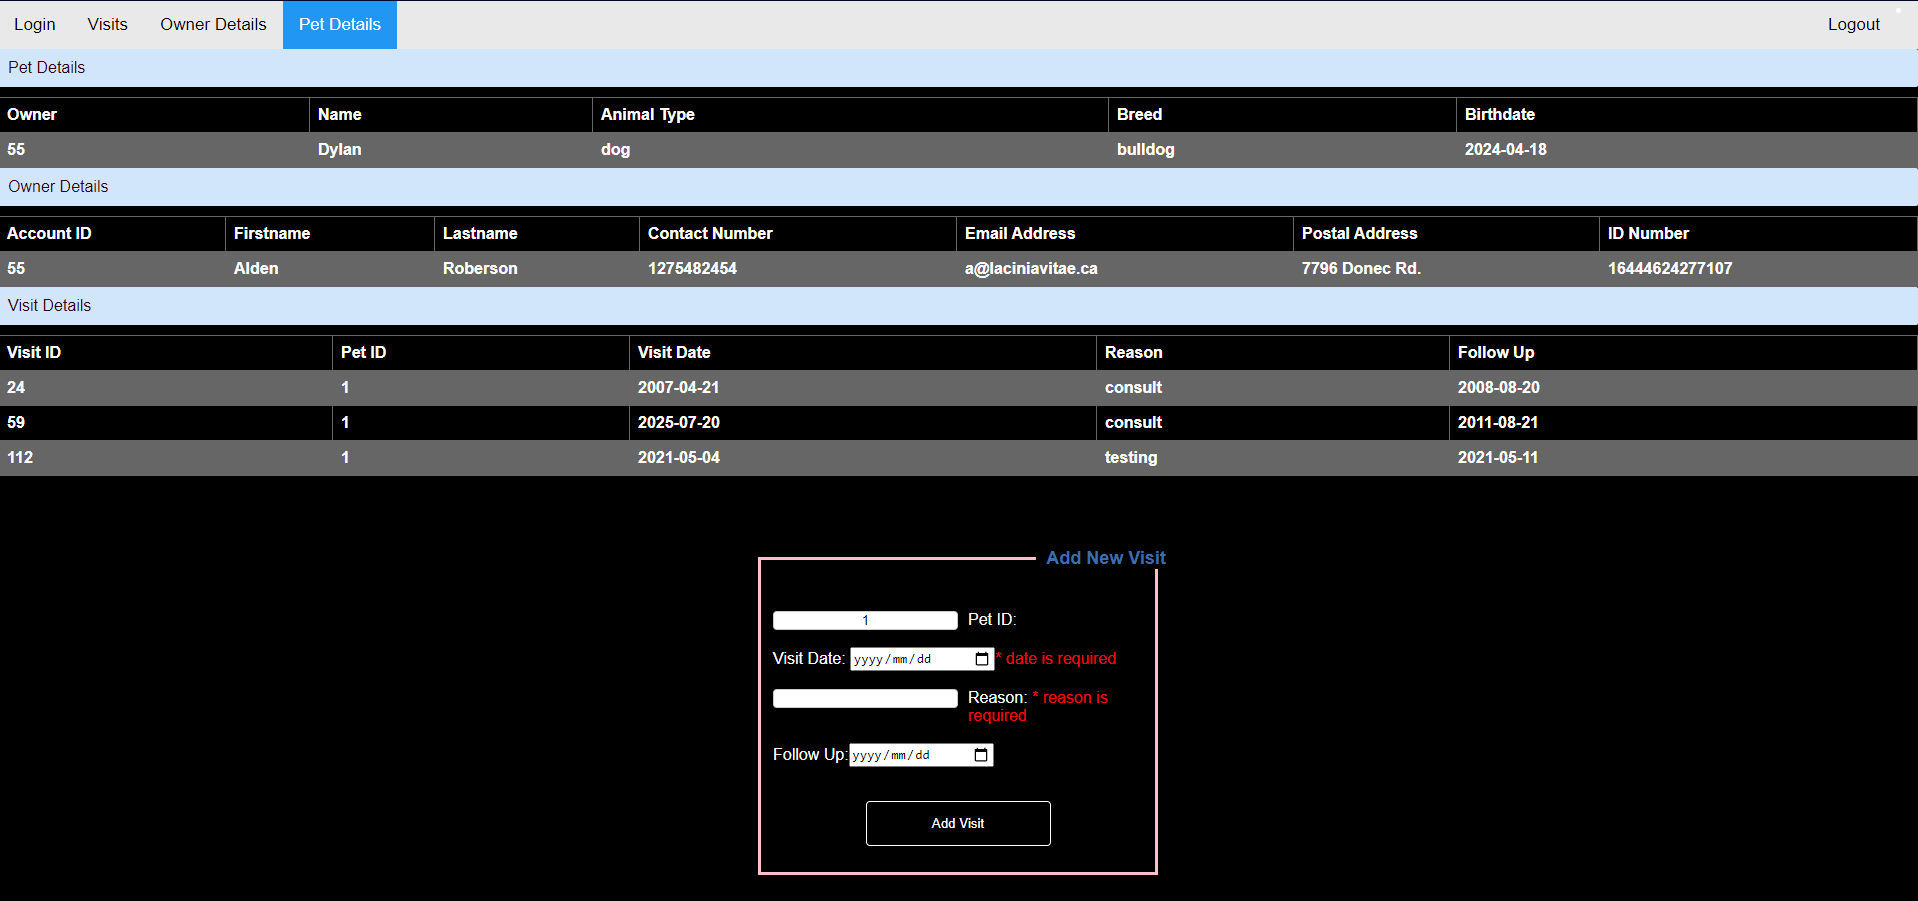 Login Visits Owner Details Pet Details Logout
Pet Details
Owner Name Animal Type Breed Birthdate
55 Dylan dog bulldog 2024-04-18
Owner Details
Account ID Firstname Lastname Contact Number Email Address Postal Address ID Number
55 Alden Roberson 1275482454 a@laciniavitae.ca 7796 Donec Rd. 16444624277107
Visit Details
Visit ID Pet ID Visit Date Reason Follow Up
24 1 2007-04-21 consult 2008-08-20
59 1 2025-07-20 consult 2011-08-21
112 1 2021-05-04 testing 2021-05-11
Add New Visit
1 Pet ID:
Visit Date: yyyy/mm/dd * date is required
Reason: * reason is
required
Follow Up: yyyy/mm/dd
Add Visit